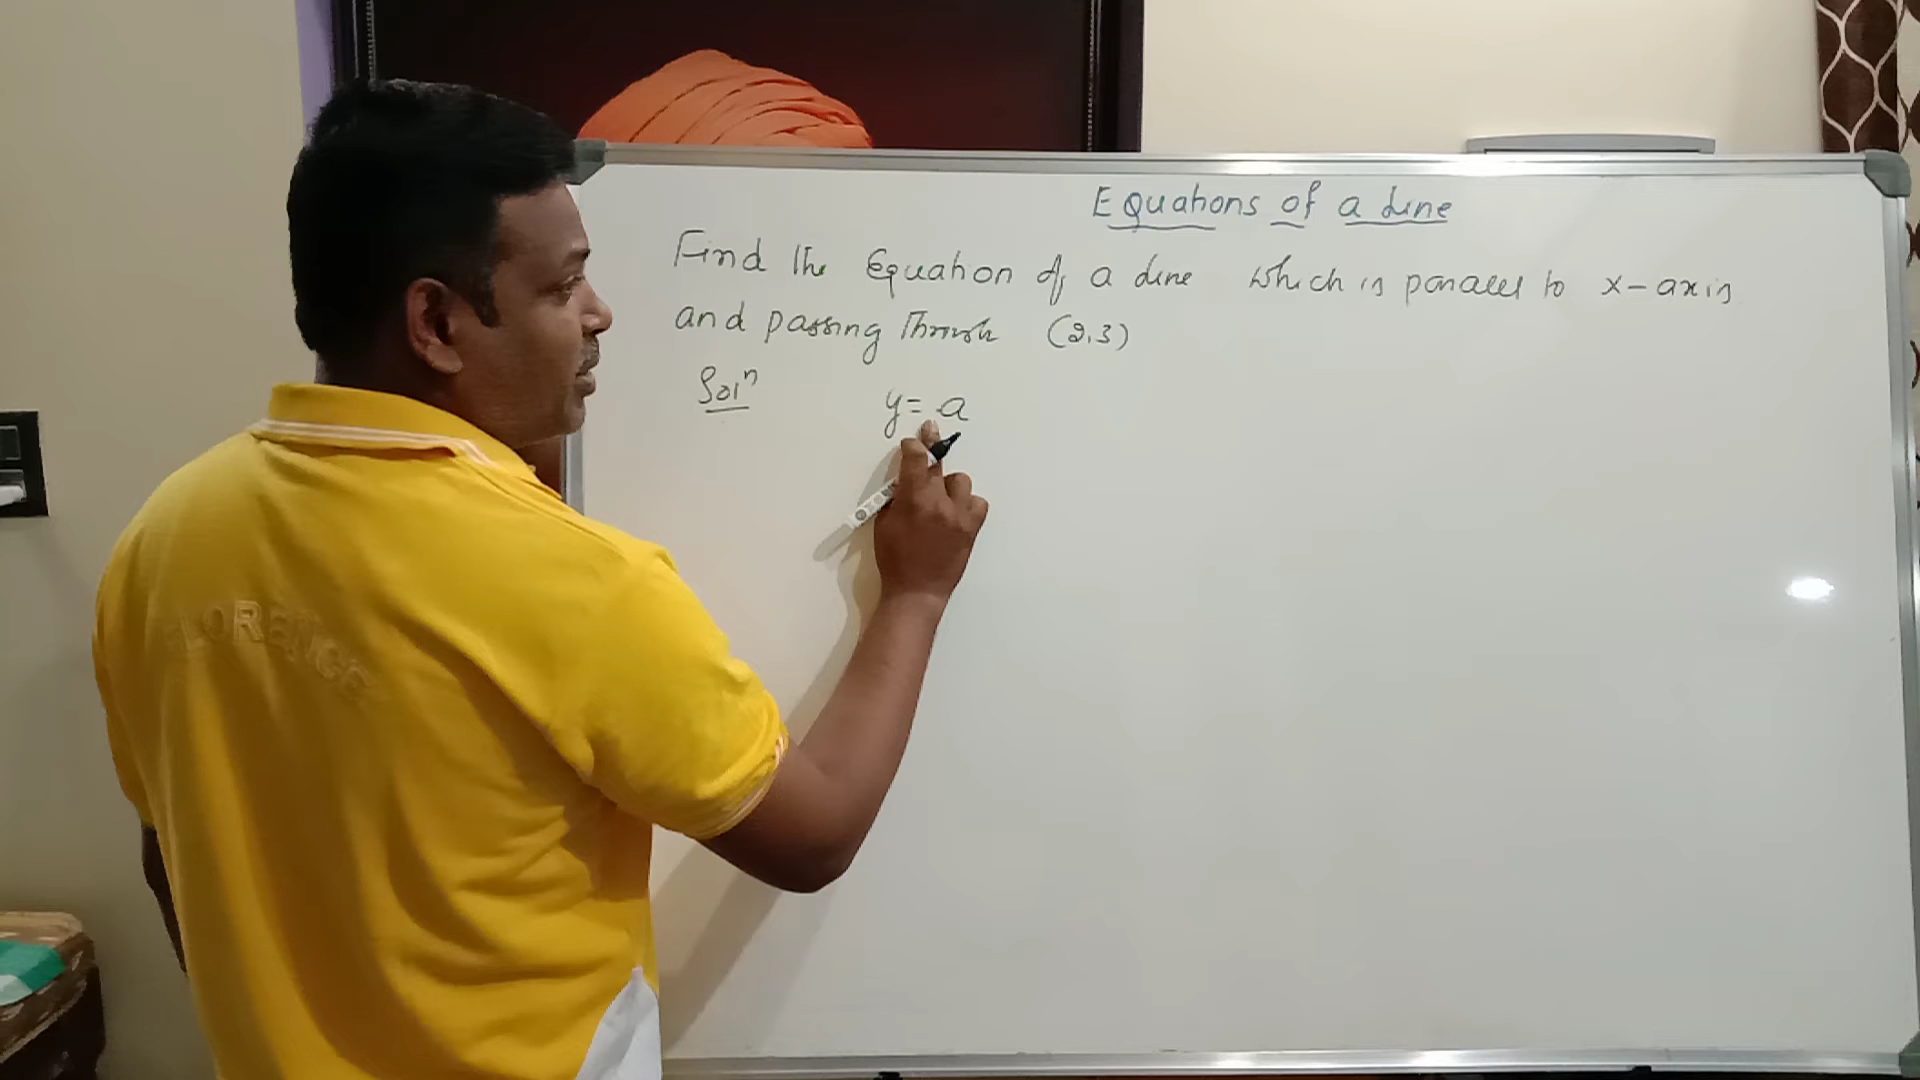 Equations of a Line
Find the Equation of a line which is parallel to x-axis
and passing through (2,3)
Solⁿ
y = a
FLORENCE